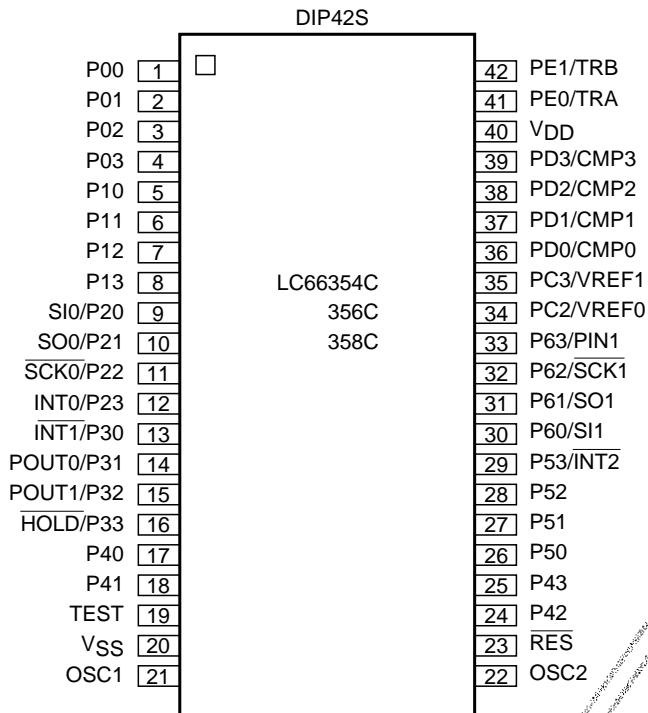 DIP42S
P00 1 42 PE1/TRB
P01 2 41 PE0/TRA
P02 3 40 VDD
P03 4 39 PD3/CMP3
P10 5 38 PD2/CMP2
P11 6 37 PD1/CMP1
P12 7 36 PD0/CMP0
P13 8 LC66354C 35 PC3/VREF1
SI0/P20 9 356C 34 PC2/VREF0
SO0/P21 10 358C 33 P63/PIN1
SCK0/P22 11 32 P62/SCK1
INT0/P23 12 31 P61/SO1
INT1/P30 13 30 P60/SI1
POUT0/P31 14 29 P53/INT2
POUT1/P32 15 28 P52
HOLD/P33 16 27 P51
P40 17 26 P50
P41 18 25 P43
TEST 19 24 P42
VSS 20 23 RES
OSC1 21 22 OSC2